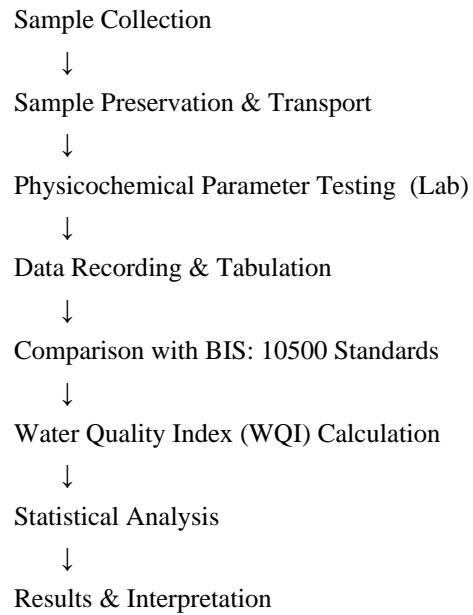 Sample Collection
↓
Sample Preservation & Transport
↓
Physicochemical Parameter Testing (Lab)
↓
Data Recording & Tabulation
↓
Comparison with BIS: 10500 Standards
↓
Water Quality Index (WQI) Calculation
↓
Statistical Analysis
↓
Results & Interpretation